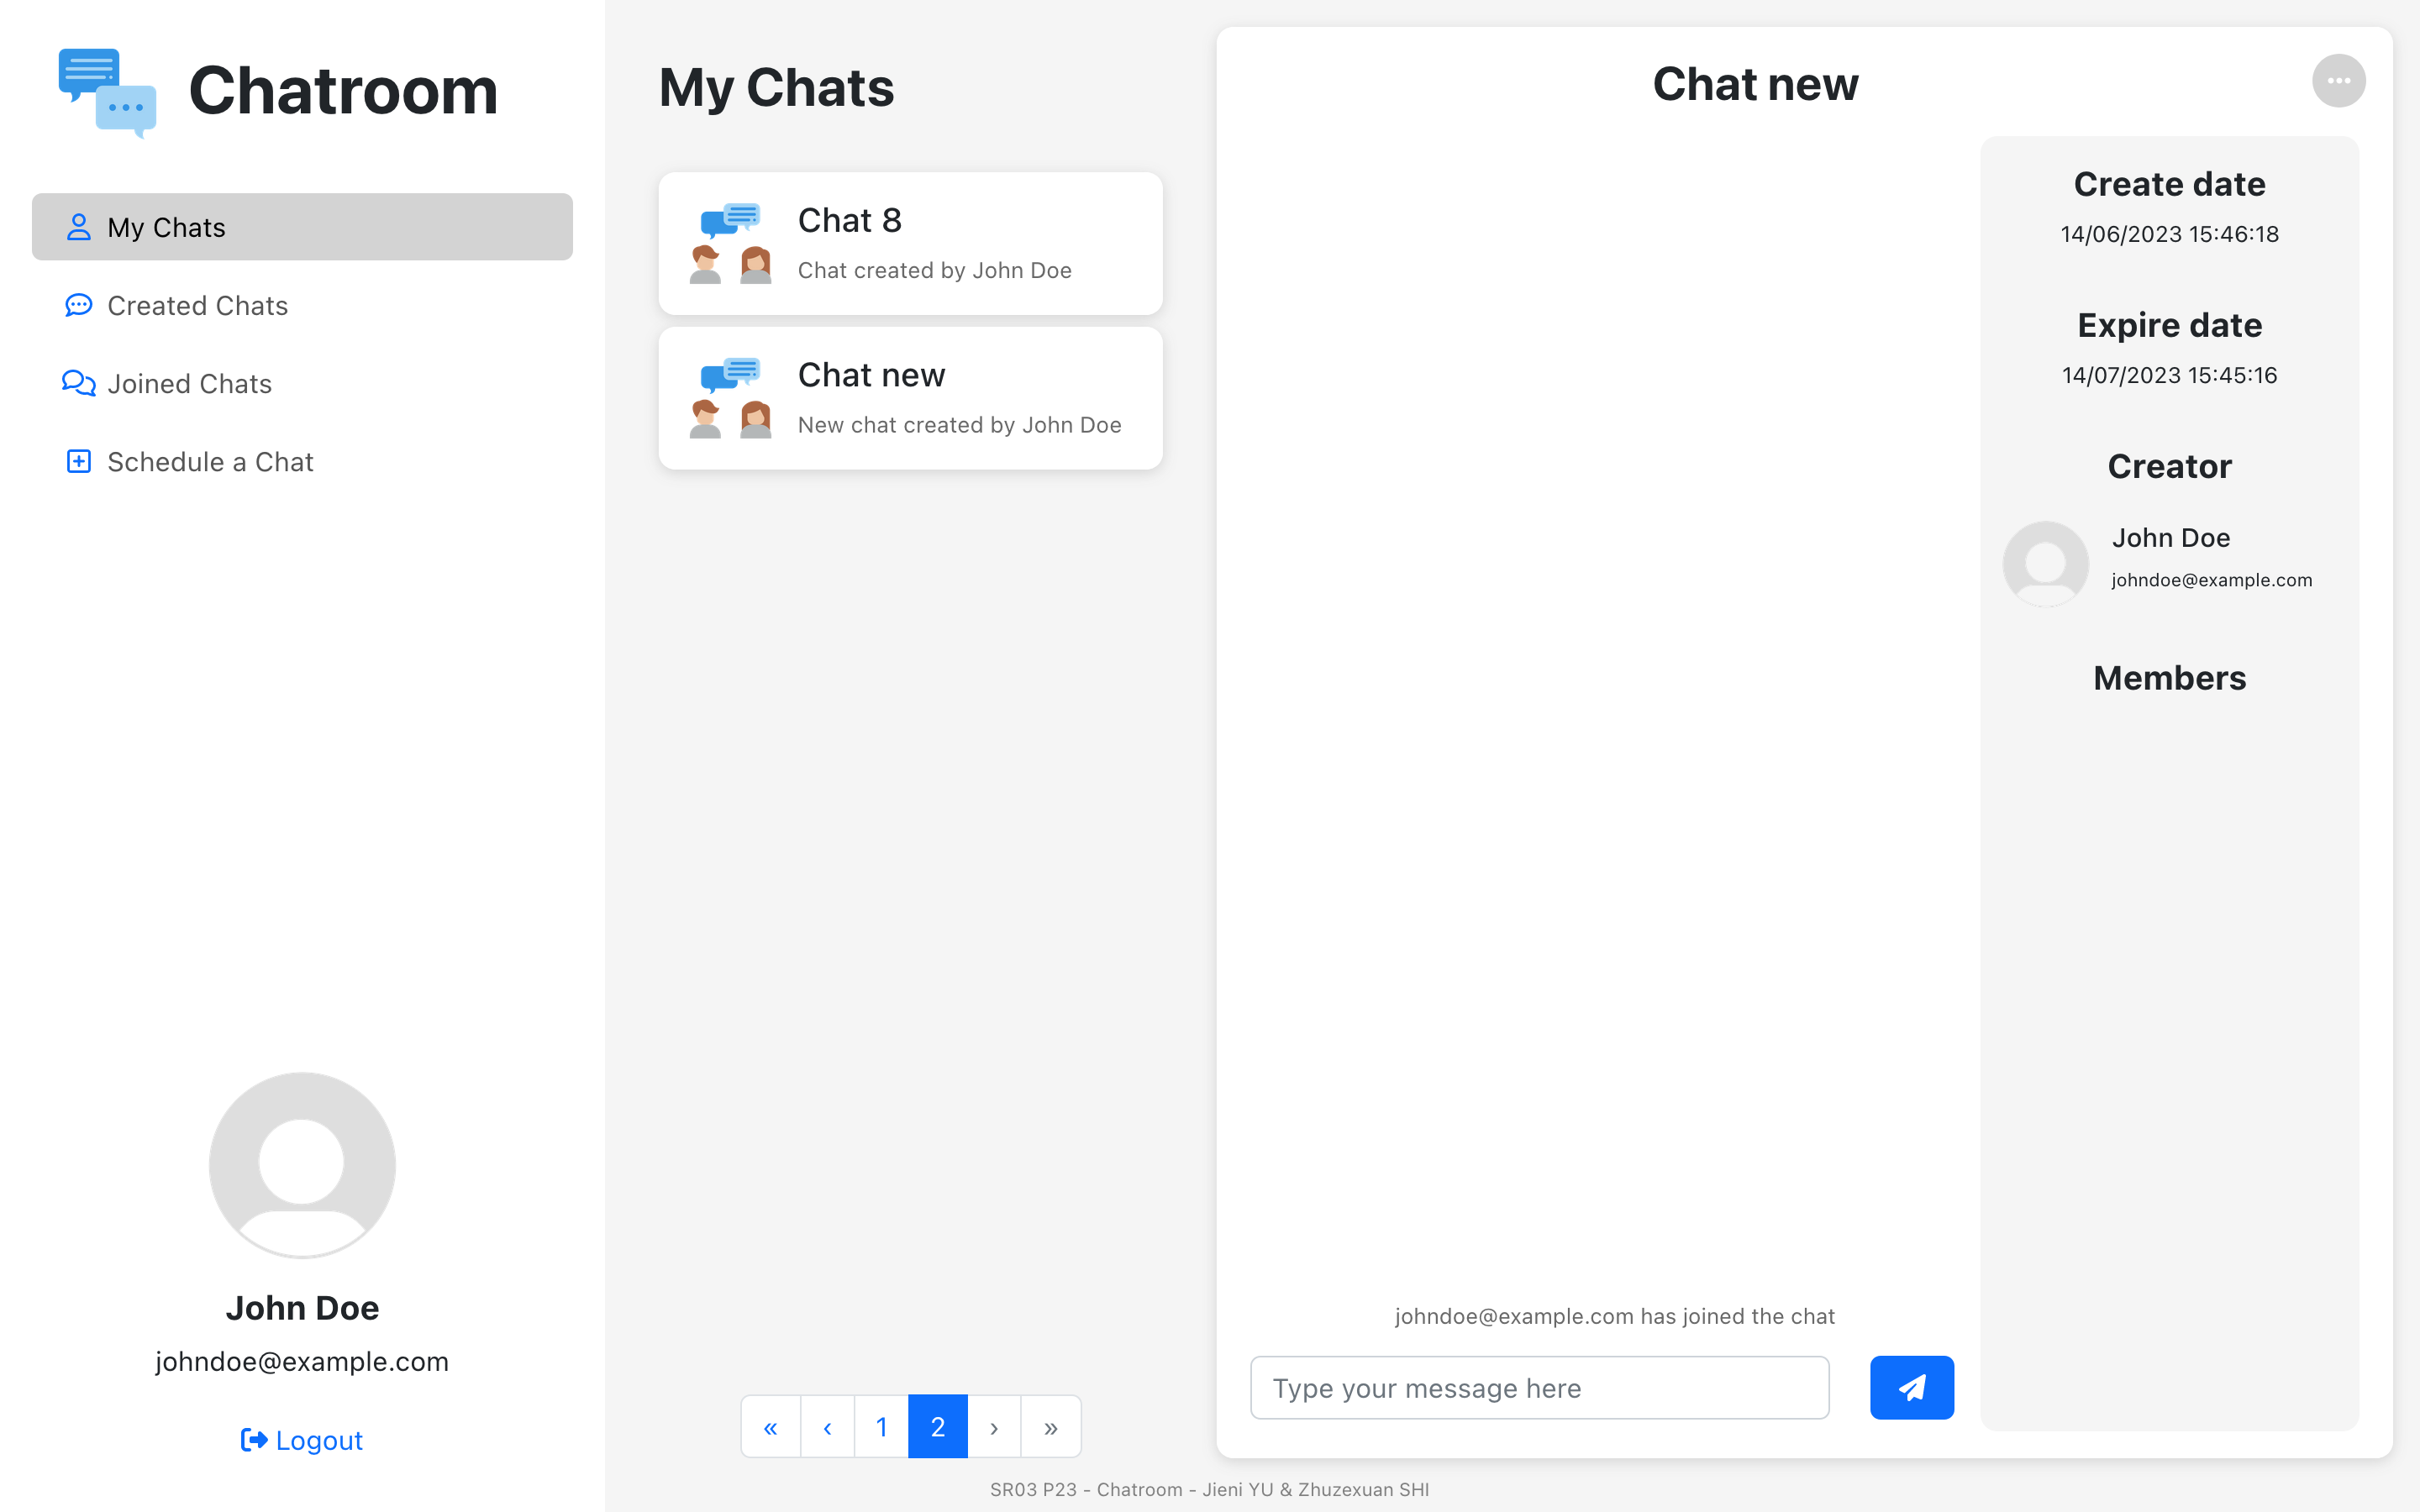 Chatroom
My Chats
Created Chats
Joined Chats
Schedule a Chat
John Doe
johndoe@example.com
Logout
My Chats
Chat 8
Chat created by John Doe
Chat new
New chat created by John Doe
« ‹ 1 2 › »
Chat new
johndoe@example.com has joined the chat
Type your message here
Create date
14/06/2023 15:46:18
Expire date
14/07/2023 15:45:16
Creator
John Doe
johndoe@example.com
Members
SR03 P23 - Chatroom - Jieni YU & Zhuzexuan SHI